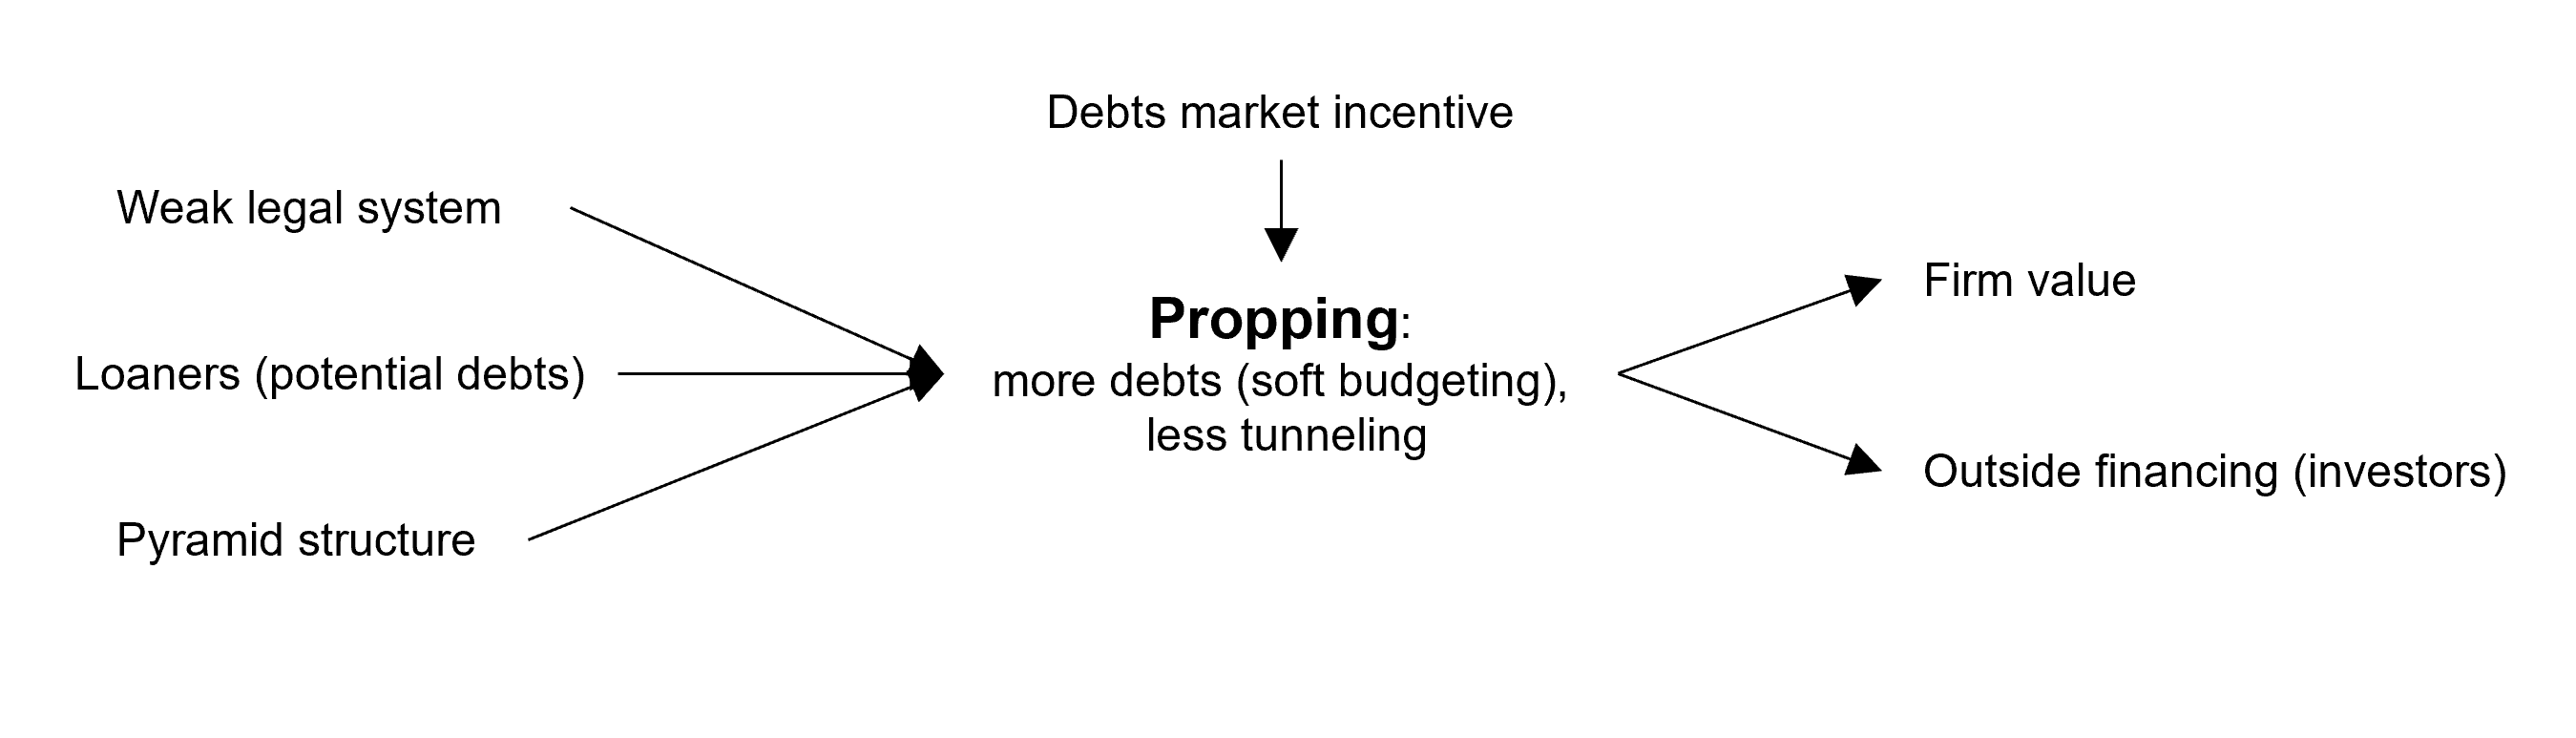 Debts market incentive
Weak legal system
Loaners (potential debts)
Pyramid structure
Propping:
more debts (soft budgeting),
less tunneling
Firm value
Outside financing (investors)